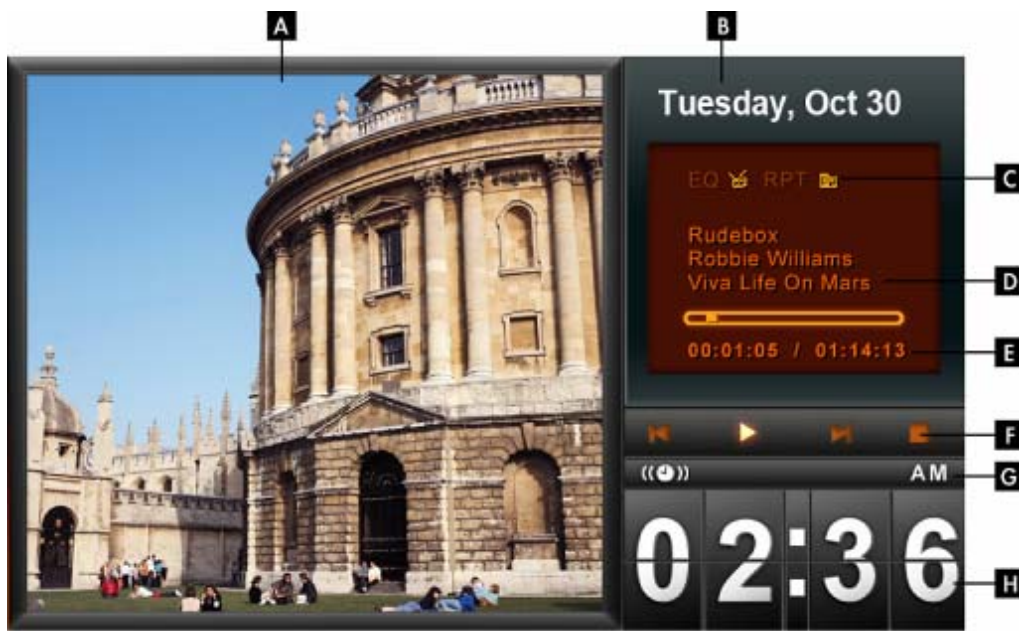 A
B
Tuesday, Oct 30
C
EQ RPT
Rudebox
Robbie Williams
Viva Life On Mars
D
00:01:05 / 01:14:13
E
F
AM
G
02:36
H